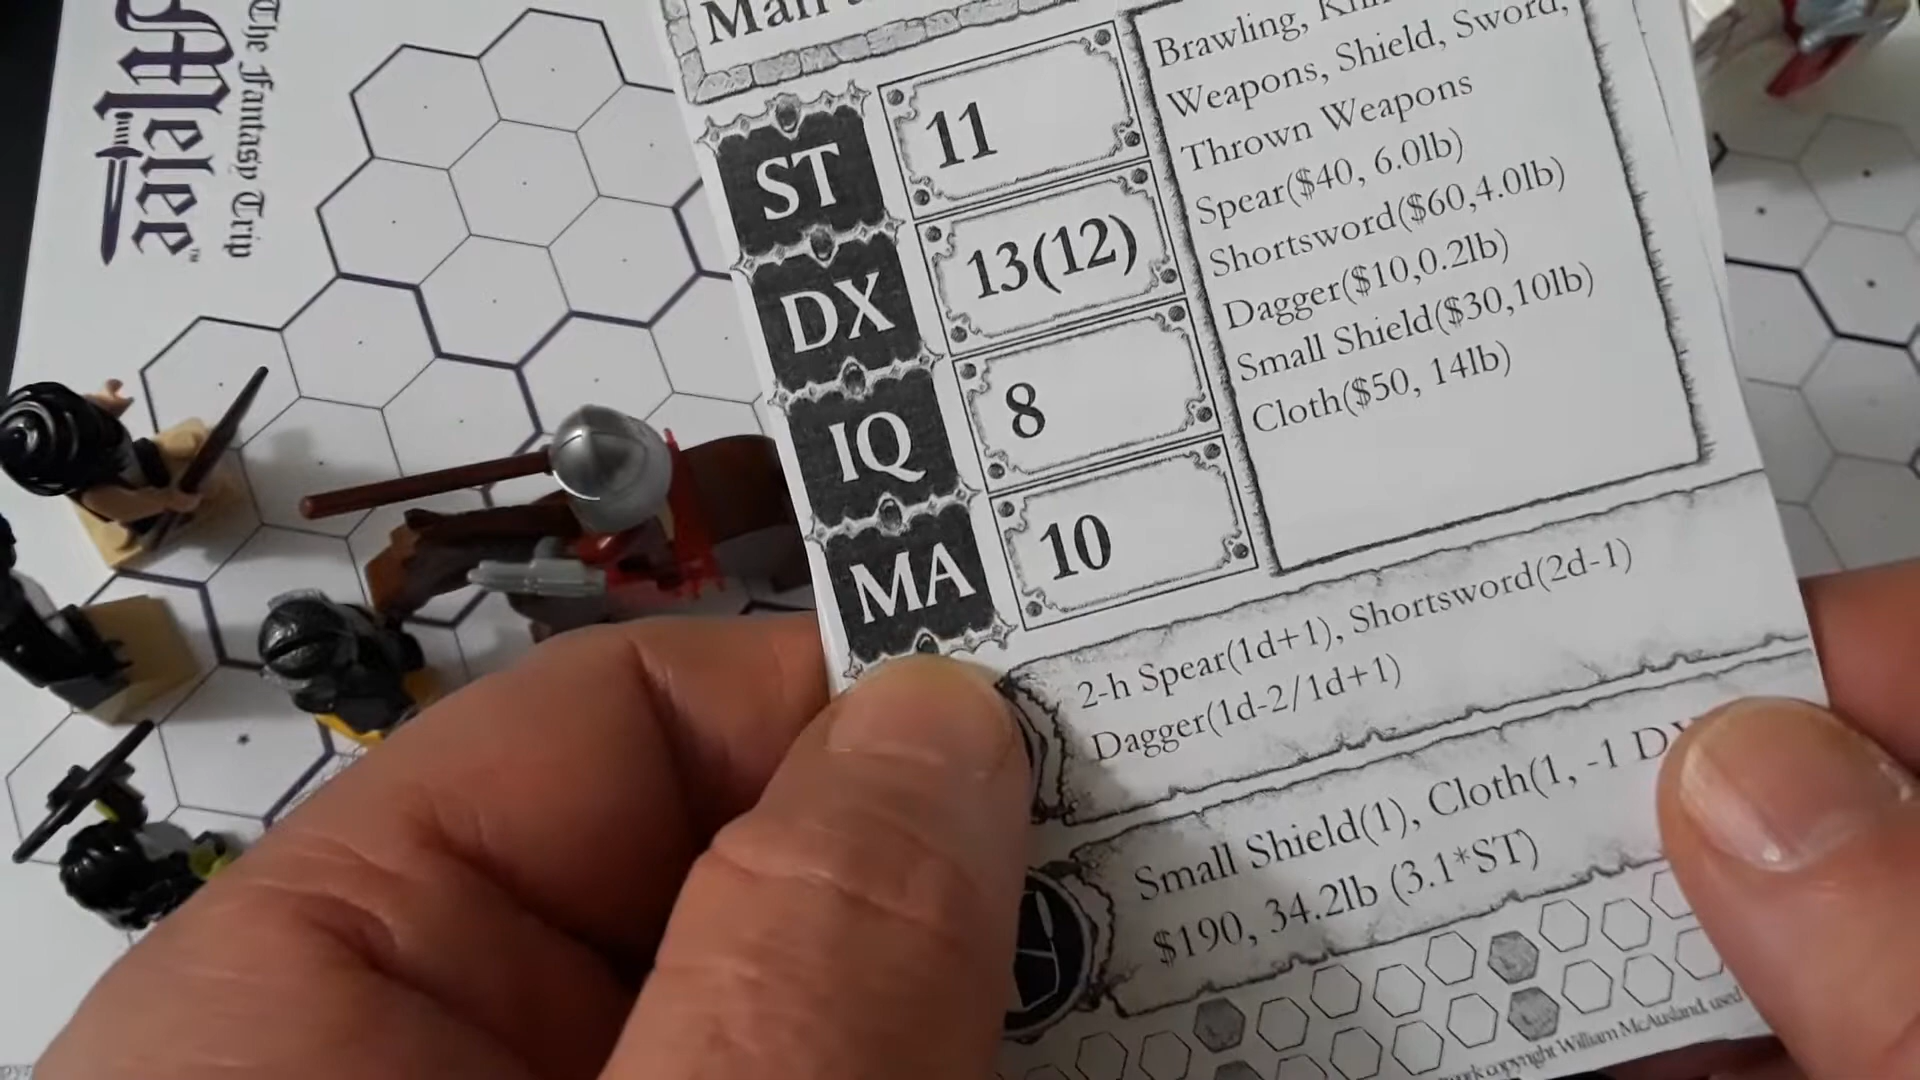 The Fantasy Trip
Melee™
ST
11
DX
13(12)
IQ
8
MA
10
Brawling,
Weapons, Shield, Sword,
Thrown Weapons
Spear($40, 6.0lb)
Shortsword($60,4.0lb)
Dagger($10,0.2lb)
Small Shield($30,10lb)
Cloth($50, 14lb)
2-h Spear(1d+1), Shortsword(2d-1)
Dagger(1d-2/1d+1)
Small Shield(1), Cloth(1, -1
$190, 34.2lb (3.1*ST)
copyright William McAusland, used